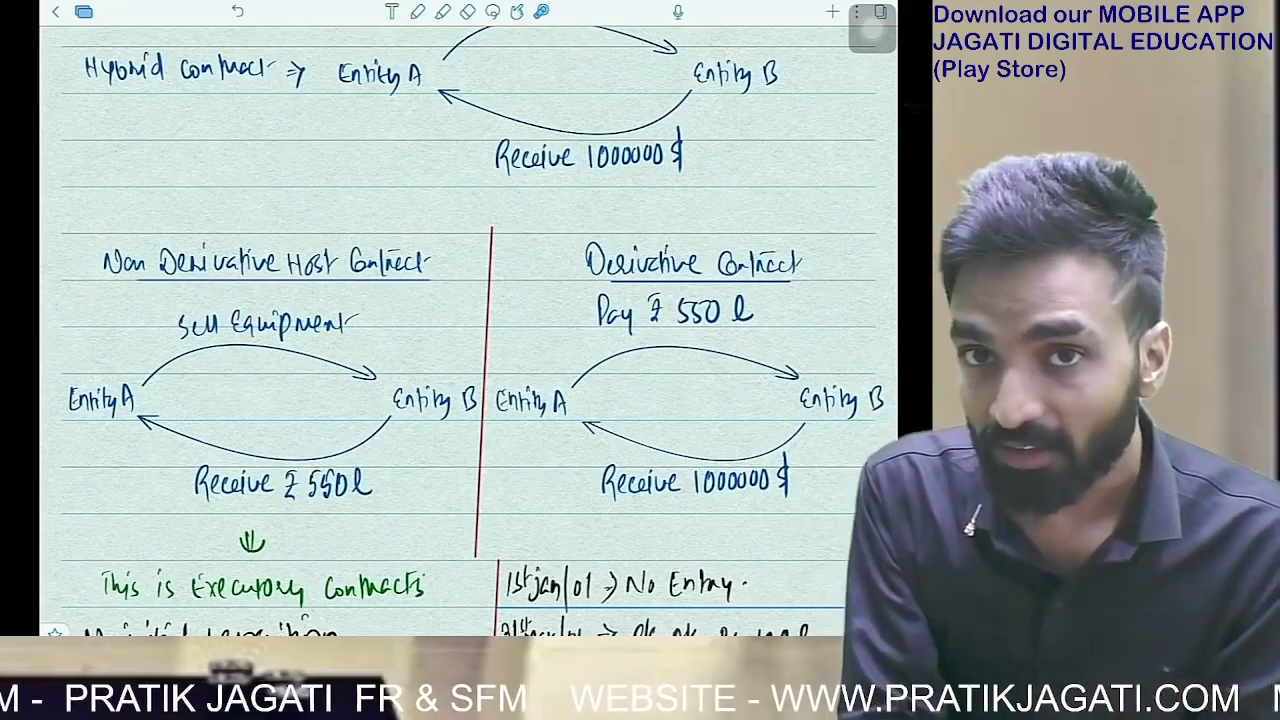 Download our MOBILE APP
JAGATI DIGITAL EDUCATION
(Play Store)
Hybrid Contract ⇒ Entity A Entity B
Receive 1000000 $
Non Derivative Host Contract
Sell Equipment
Entity A Entity B
Receive ₹ 550 l
Derivative Contract
Pay ₹ 550 l
Entity A Entity B
Receive 1000000 $
This is Executory Contracts
1st Jan/01 ⇒ No Entry.
- PRATIK JAGATI FR & SFM WEBSITE - WWW.PRATIKJAGATI.COM